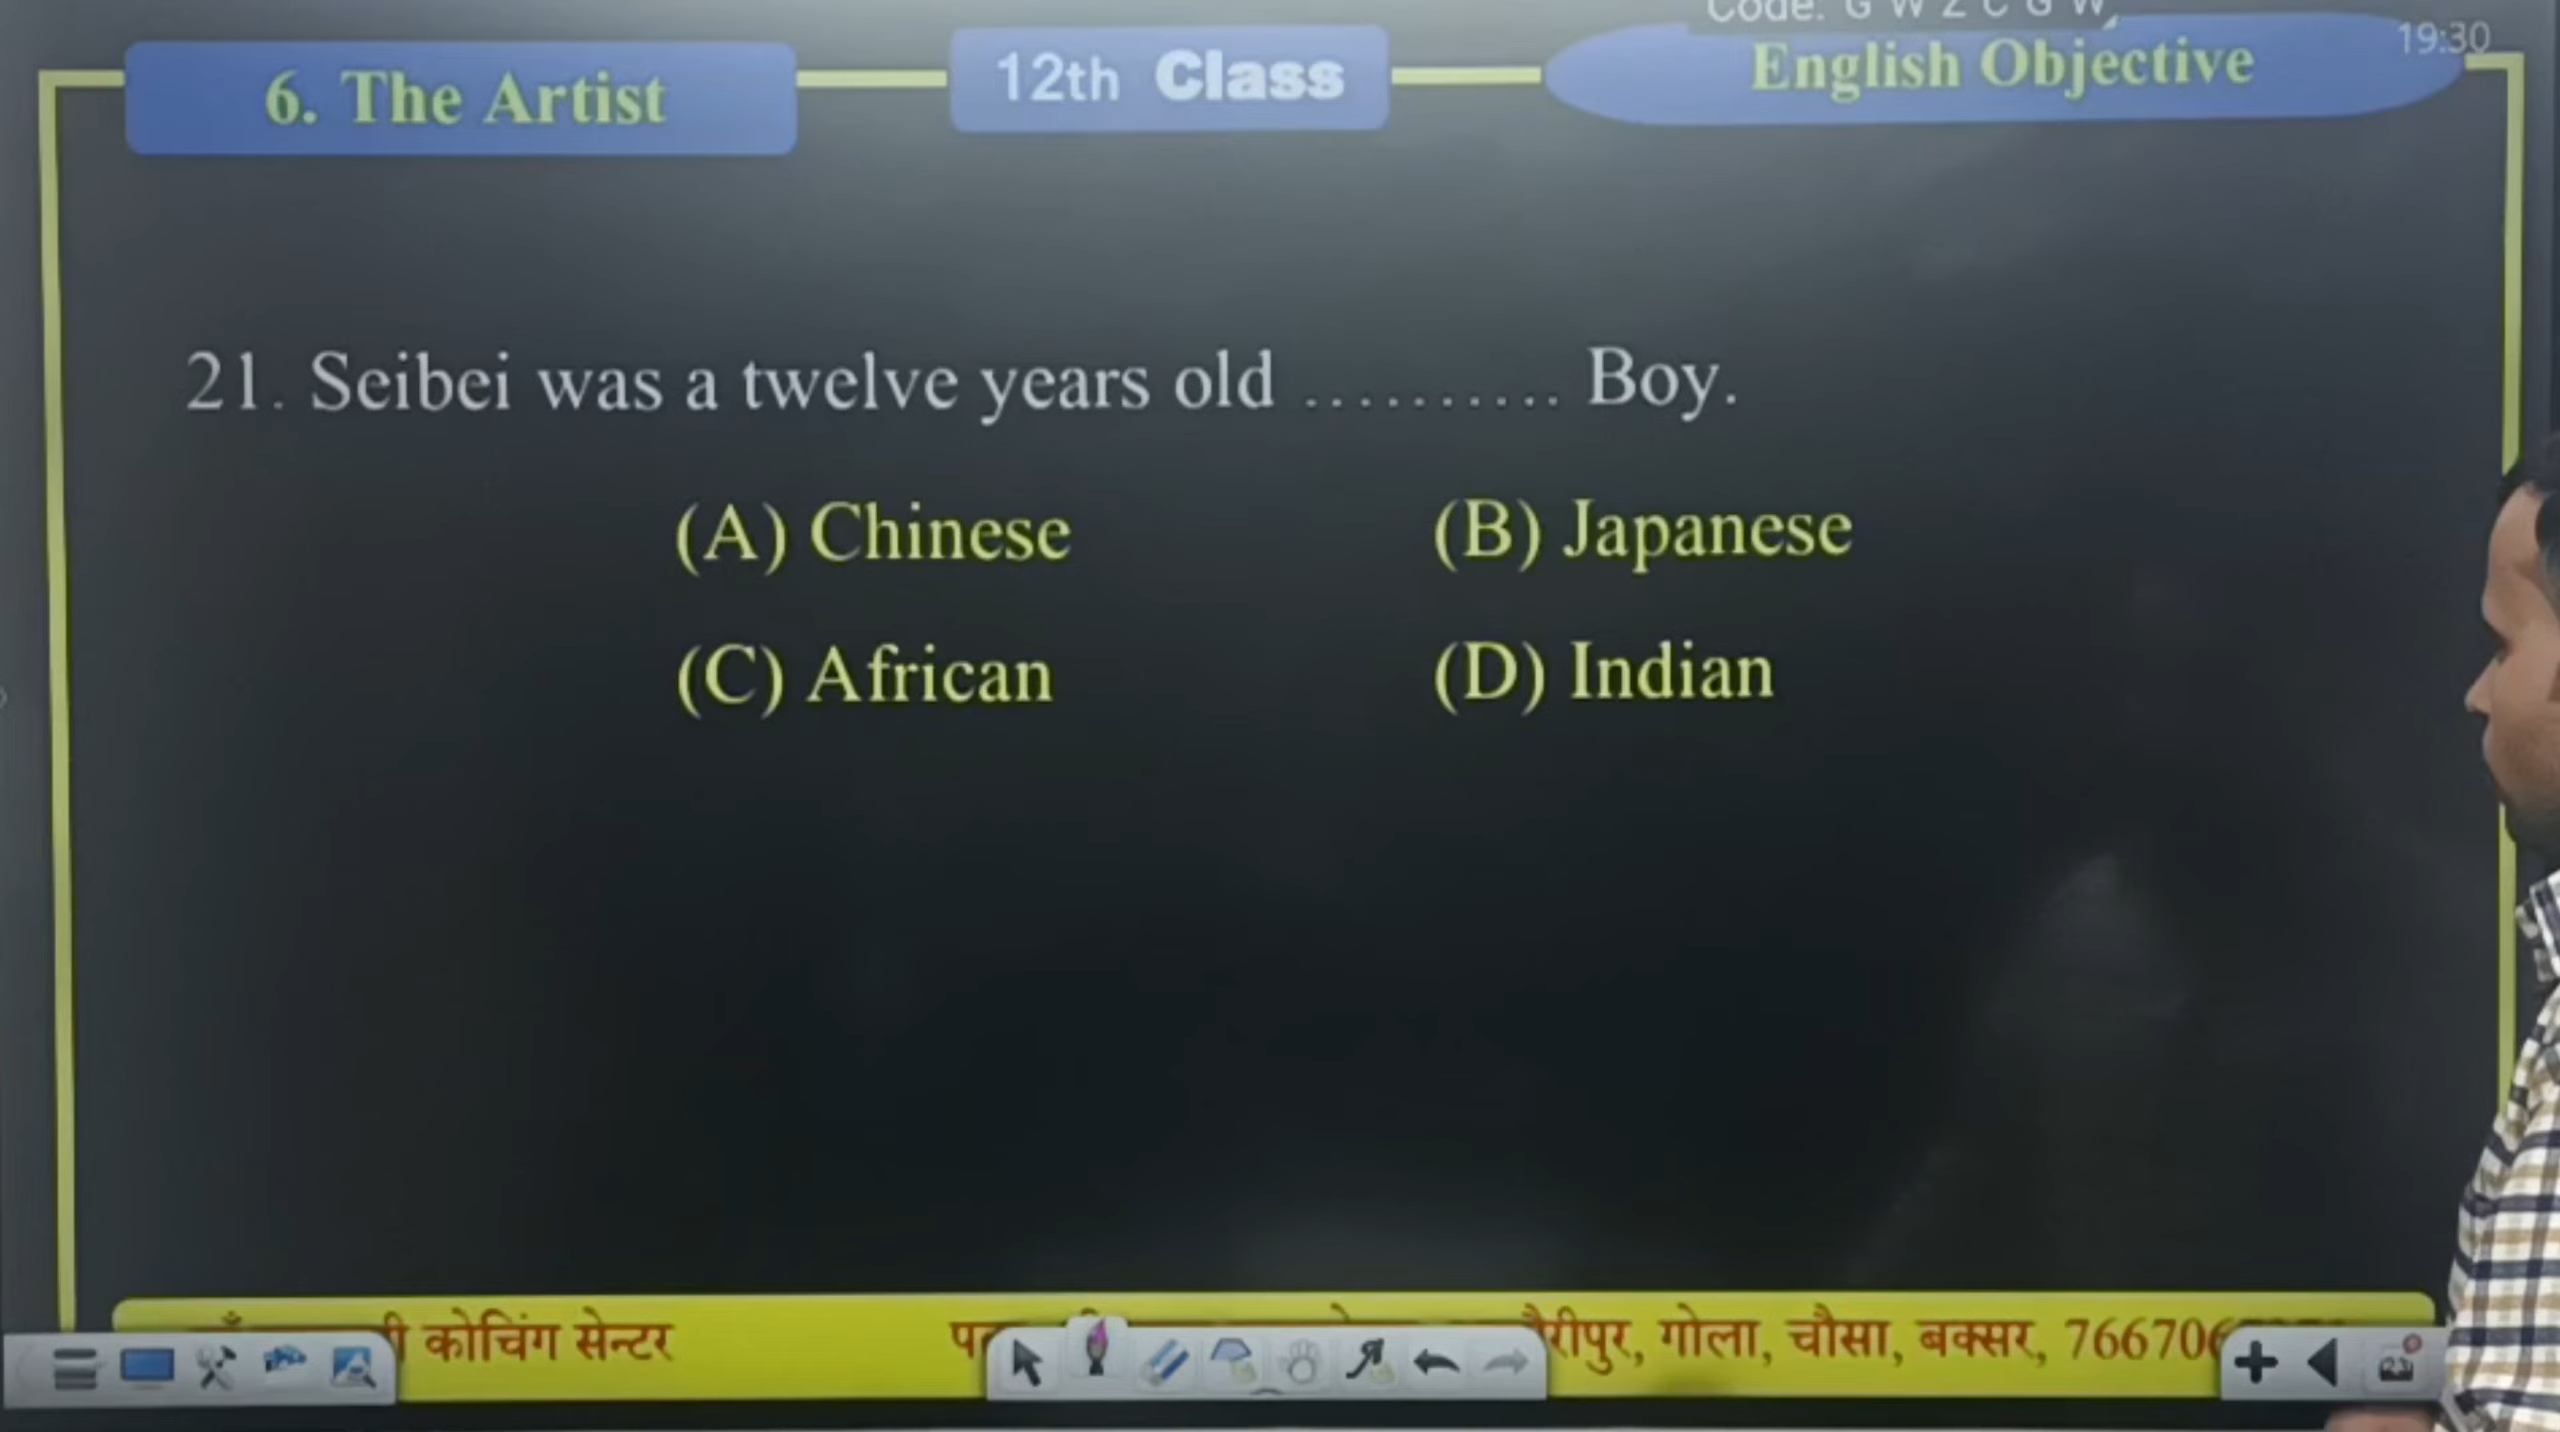 Code: G W Z C G W
19:30
6. The Artist
12th Class
English Objective
21. Seibei was a twelve years old .......... Boy.
(A) Chinese
(B) Japanese
(C) African
(D) Indian
कोचिंग सेन्टर
गोला, चौसा, बक्सर,